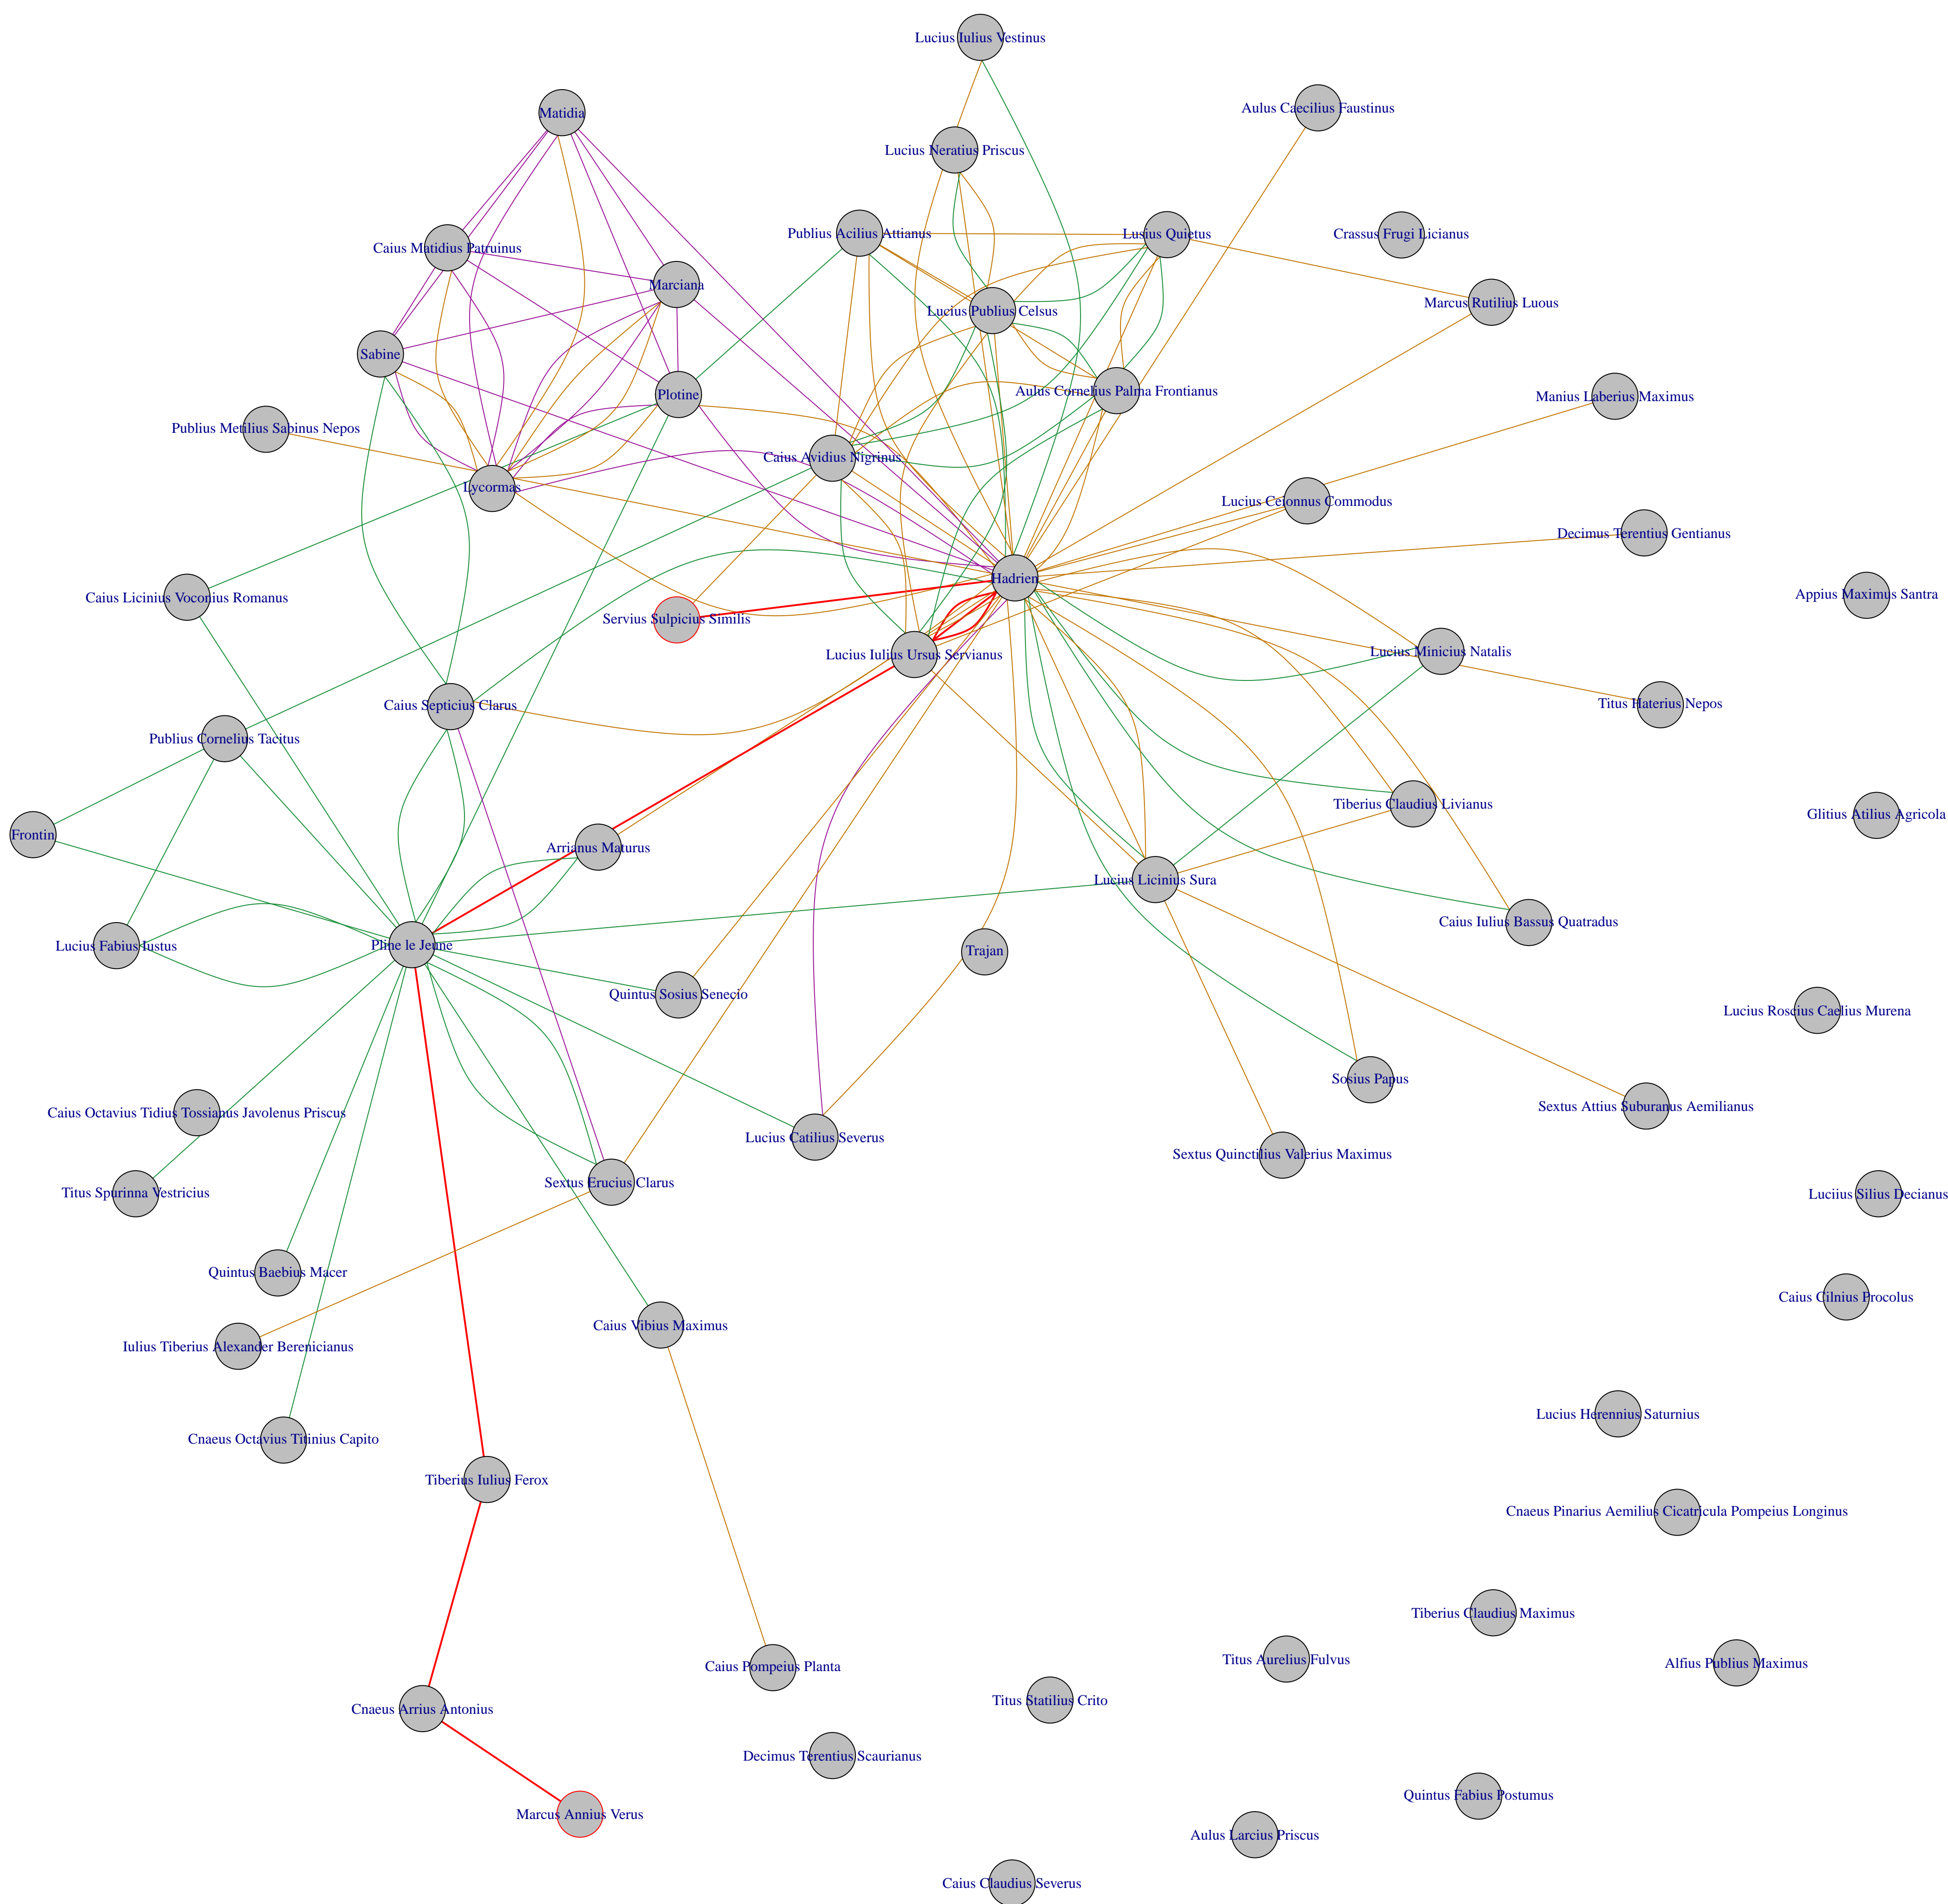 Lucius Iulius Vestinus
Aulus Caecilius Faustinus
Matidia
Lucius Neratius Priscus
Publius Acilius Attianus
Lusius Quietus
Crassus Frugi Licianus
Caius Matidius Patruinus
Marciana
Marcus Rutilius Luous
Lucius Publius Celsus
Sabine
Plotine
Aulus Cornelius Palma Frontianus
Manius Laberius Maximus
Publius Metilius Sabinus Nepos
Caius Avidius Nigrinus
Lycormas
Lucius Ceionnus Commodus
Decimus Terentius Gentianus
Hadrien
Caius Licinius Voconius Romanus
Appius Maximus Santra
Servius Sulpicius Similis
Lucius Iulius Ursus Servianus
Lucius Minicius Natalis
Caius Septicius Clarus
Titus Haterius Nepos
Publius Cornelius Tacitus
Tiberius Claudius Livianus
Glitius Atilius Agricola
Frontin
Arrianus Maturus
Lucius Licinius Sura
Caius Iulius Bassus Quatradus
Lucius Fabius Iustus
Pline le Jeune
Trajan
Quintus Sosius Senecio
Lucius Roscius Caelius Murena
Sosius Papus
Sextus Attius Suburanus Aemilianus
Caius Octavius Tidius Tossianus Javolenus Priscus
Lucius Catilius Severus
Sextus Quinctilius Valerius Maximus
Sextus Erucius Clarus
Titus Spurinna Vestricius
Luciius Silius Decianus
Quintus Baebius Macer
Caius Cilnius Procolus
Caius Vibius Maximus
Iulius Tiberius Alexander Berenicianus
Lucius Herennius Saturnius
Cnaeus Octavius Titinius Capito
Tiberius Iulius Ferox
Cnaeus Pinarius Aemilius Cicatricula Pompeius Longinus
Tiberius Claudius Maximus
Titus Aurelius Fulvus
Alfius Publius Maximus
Caius Pompeius Planta
Titus Statilius Crito
Cnaeus Arrius Antonius
Decimus Terentius Scaurianus
Quintus Fabius Postumus
Marcus Annius Verus
Aulus Larcius Priscus
Caius Claudius Severus